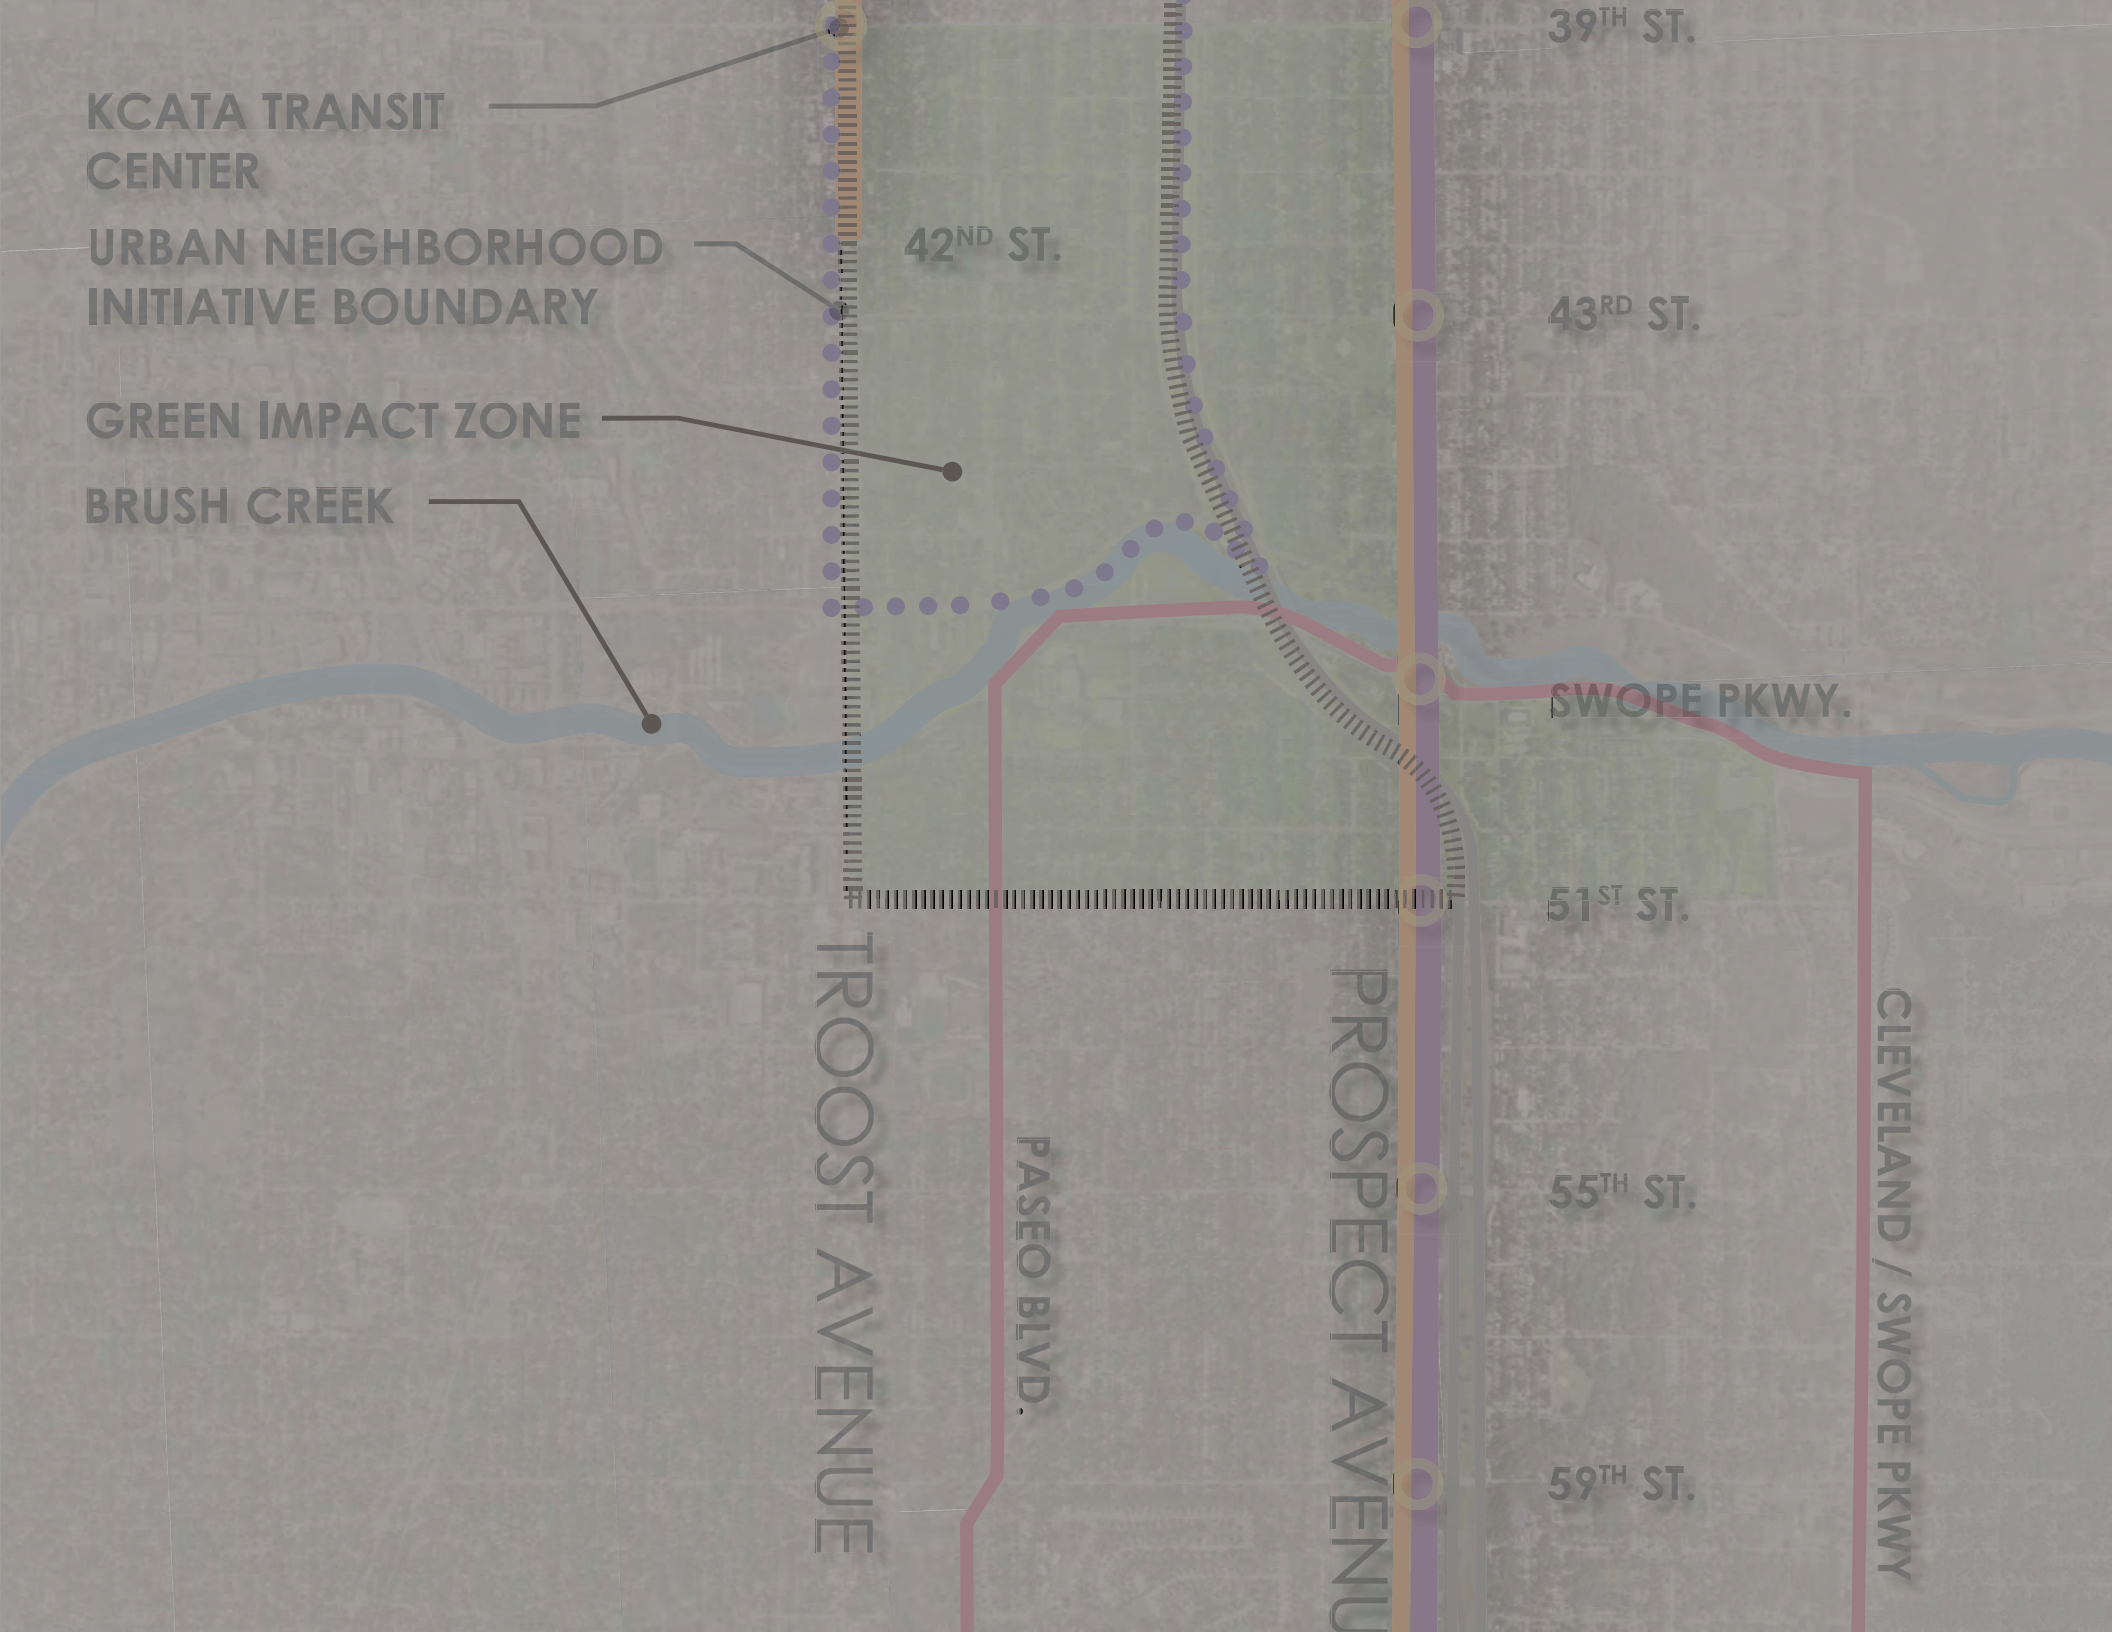 39TH ST.
KCATA TRANSIT
CENTER
URBAN NEIGHBORHOOD
INITIATIVE BOUNDARY
42ND ST.
43RD ST.
GREEN IMPACT ZONE
BRUSH CREEK
SWOPE PKWY.
51ST ST.
TROOST AVENUE
PROSPECT AVENU
CLEVELAND / SWOPE PKWY
PASEO BLVD.
55TH ST.
59TH ST.